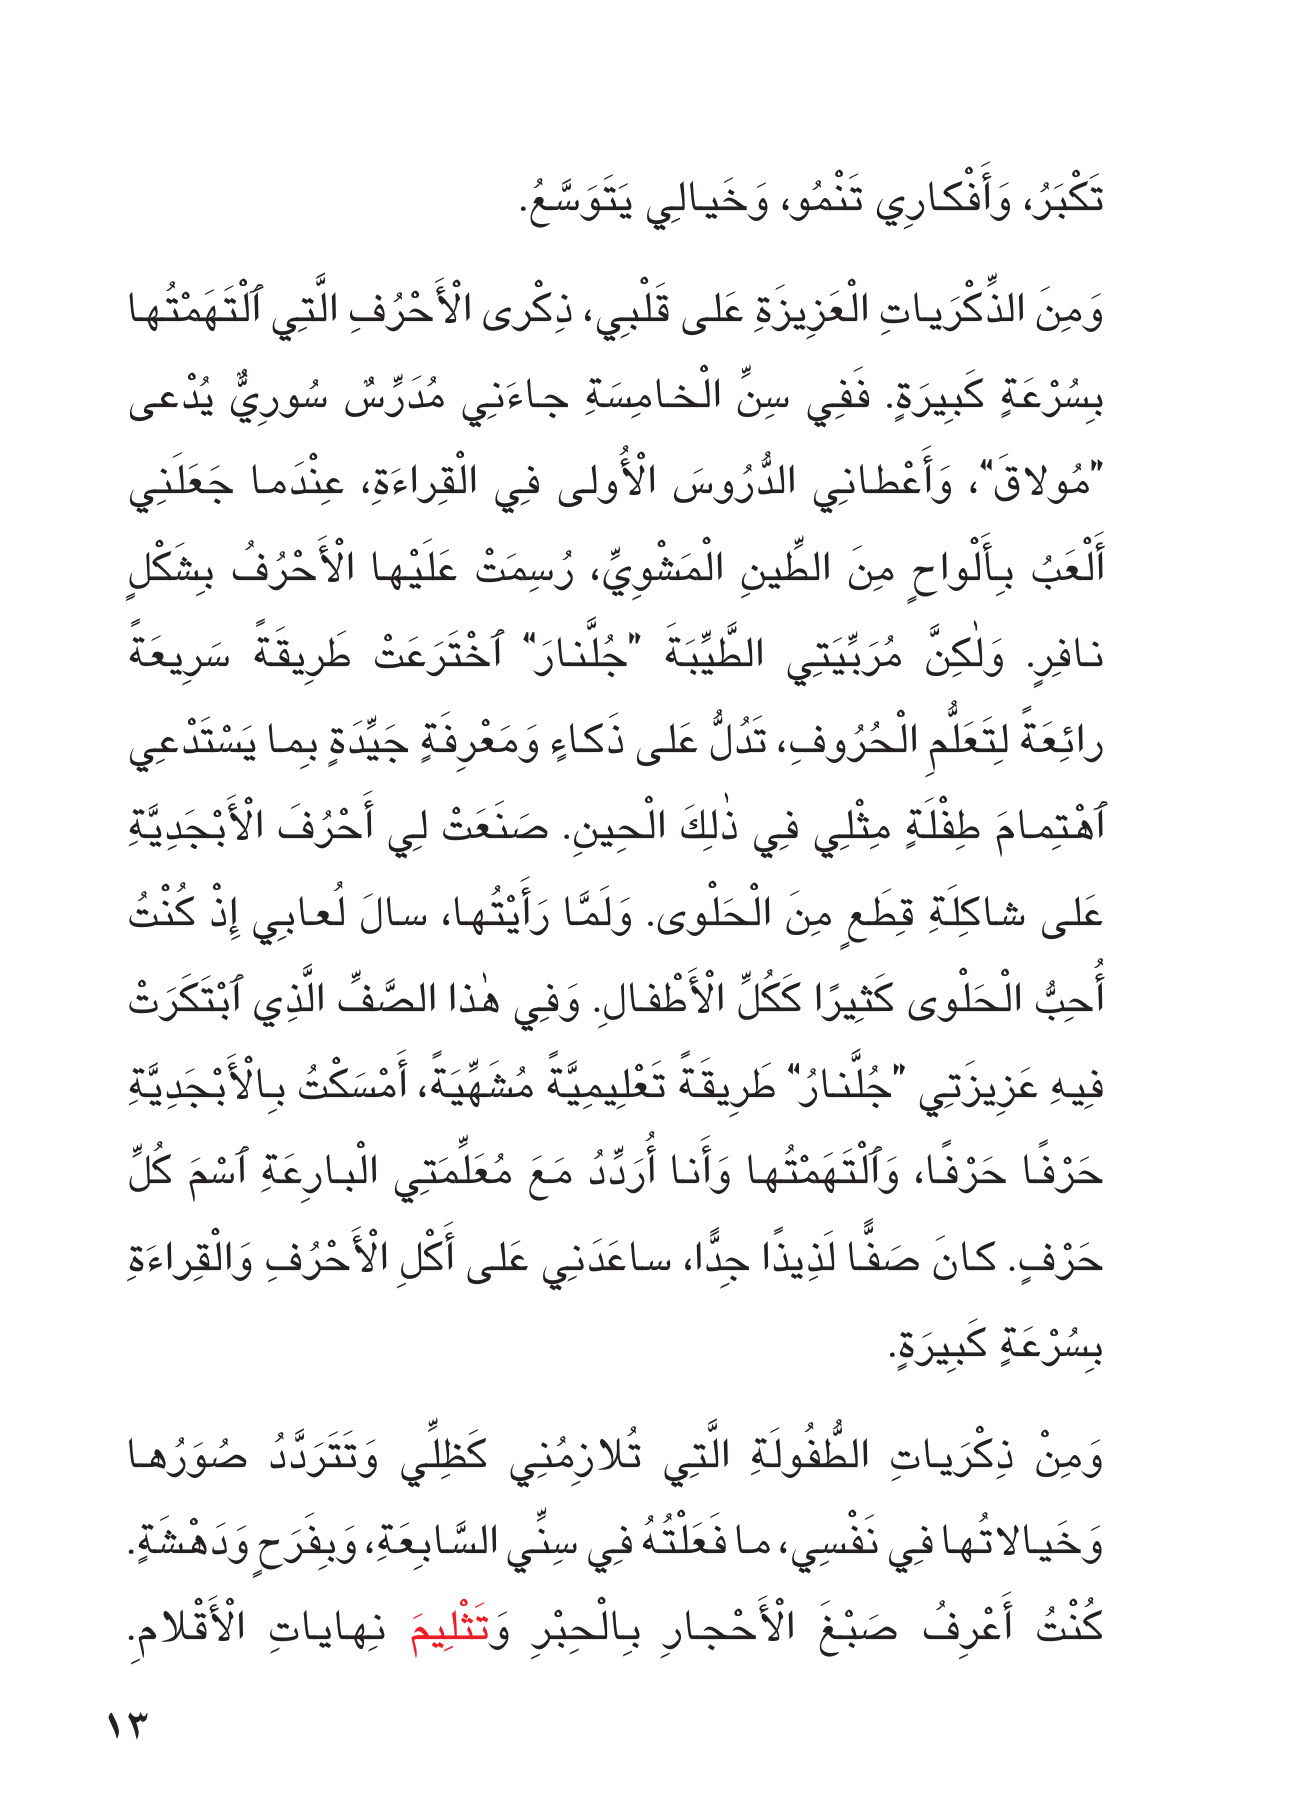 تَكْبَرُ، وَأَفْكارِي تَنْمُو، وَخَيالِي يَتَوَسَّعُ.
وَمِنَ الذِّكْرَياتِ الْعَزِيزَةِ عَلى قَلْبِي، ذِكْرى الْأَحْرُفِ الَّتِي ٱلْتَهَمْتُها
بِسُرْعَةٍ كَبِيرَةٍ. فَفِي سِنِّ الْخامِسَةِ جاءَنِي مُدَرِّسٌ سُورِيٌّ يُدْعى
”مُولاقَ“، وَأَعْطانِي الدُّرُوسَ الْأُولى فِي الْقِراءَةِ، عِنْدَما جَعَلَنِي
أَلْعَبُ بِأَلْواحٍ مِنَ الطِّينِ الْمَشْوِيِّ، رُسِمَتْ عَلَيْها الْأَحْرُفُ بِشَكْلٍ
نافِرٍ. وَلٰكِنَّ مُرَبِّيَتِي الطَّيِّبَةَ ”جُلَّنارَ“ ٱخْتَرَعَتْ طَرِيقَةً سَرِيعَةً
رائِعَةً لِتَعَلُّمِ الْحُرُوفِ، تَدُلُّ عَلى ذَكاءٍ وَمَعْرِفَةٍ جَيِّدَةٍ بِما يَسْتَدْعِي
ٱهْتِمامَ طِفْلَةٍ مِثْلِي فِي ذٰلِكَ الْحِينِ. صَنَعَتْ لِي أَحْرُفَ الْأَبْجَدِيَّةِ
عَلى شاكِلَةِ قِطَعٍ مِنَ الْحَلْوى. وَلَمَّا رَأَيْتُها، سالَ لُعابِي إِذْ كُنْتُ
أُحِبُّ الْحَلْوى كَثِيرًا كَكُلِّ الْأَطْفالِ. وَفِي هٰذا الصَّفِّ الَّذِي ٱبْتَكَرَتْ
فِيهِ عَزِيزَتِي ”جُلَّنارُ“ طَرِيقَةً تَعْلِيمِيَّةً مُشَهِّيَةً، أَمْسَكْتُ بِالْأَبْجَدِيَّةِ
حَرْفًا حَرْفًا، وَٱلْتَهَمْتُها وَأَنا أُرَدِّدُ مَعَ مُعَلِّمَتِي الْبارِعَةِ ٱسْمَ كُلِّ
حَرْفٍ. كانَ صَفًّا لَذِيذًا جِدًّا، ساعَدَنِي عَلى أَكْلِ الْأَحْرُفِ وَالْقِراءَةِ
بِسُرْعَةٍ كَبِيرَةٍ.
وَمِنْ ذِكْرَياتِ الطُّفُولَةِ الَّتِي تُلازِمُنِي كَظِلِّي وَتَتَرَدَّدُ صُوَرُها
وَخَيالاتُها فِي نَفْسِي، ما فَعَلْتُهُ فِي سِنِّي السَّابِعَةِ، وَبِفَرَحٍ وَدَهْشَةٍ.
كُنْتُ أَعْرِفُ صَبْغَ الْأَحْجارِ بِالْحِبْرِ وَتَثْلِيمَ نِهاياتِ الْأَقْلامِ.
١٣